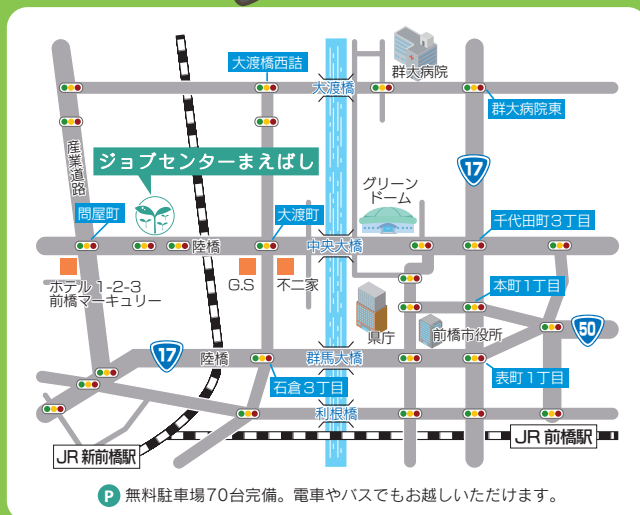 大渡橋西詰
大渡橋
群大病院
群大病院東
産業道路
ジョブセンターまえばし
17
グリーン
ドーム
問屋町
大渡町
千代田町3丁目
陸橋
中央大橋
ホテル 1-2-3
前橋マーキュリー
G.S
不二家
本町1丁目
県庁
前橋市役所
50
17
陸橋
群馬大橋
表町1丁目
石倉3丁目
利根橋
JR 新前橋駅
JR 前橋駅
P 無料駐車場70台完備。電車やバスでもお越しいただけます。